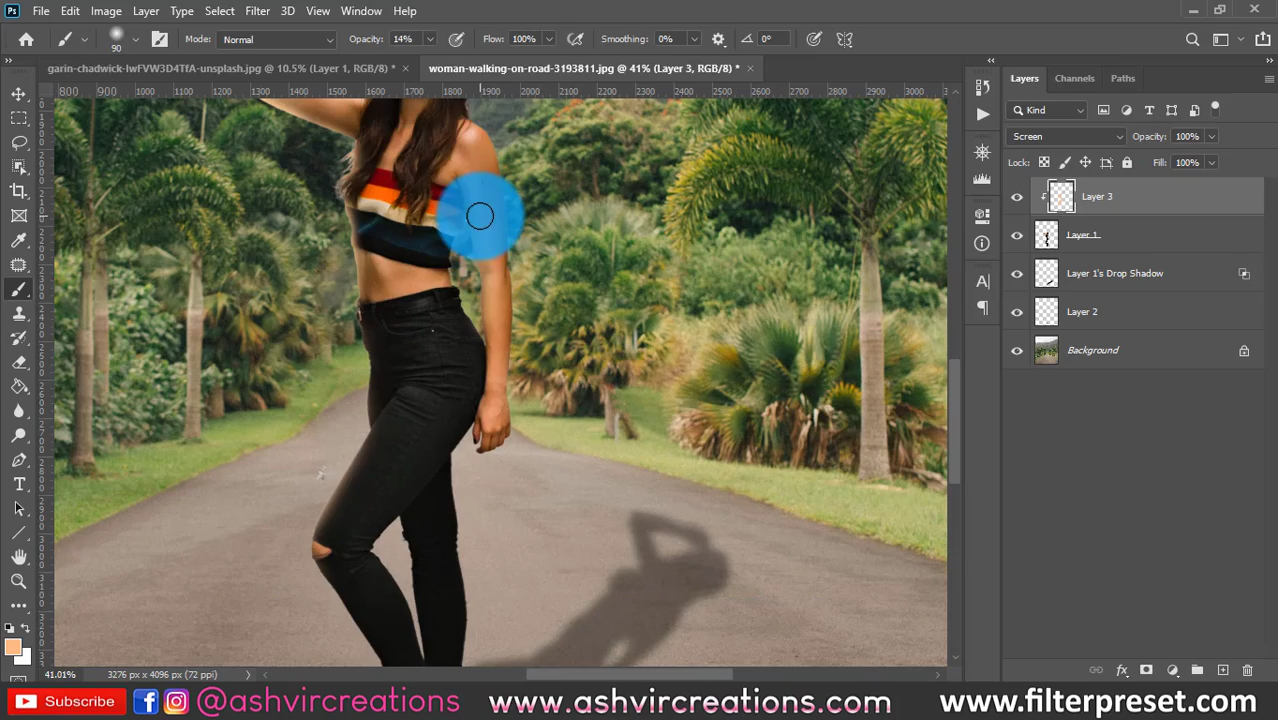 Ps File Edit Image Layer Type Select Filter 3D View Window Help
90 Mode: Normal Opacity: 14% Flow: 100% Smoothing: 0% 0°
garin-chadwick-IwFVW3D4TfA-unsplash.jpg @ 10.5% (Layer 1, RGB/8) * × woman-walking-on-road-3193811.jpg @ 41% (Layer 3, RGB/8) * ×
800 900 1000 1100 1200 1300 1400 1500 1600 1700 1800 1900 2000 2100 2200 2300 2400 2500 2600 2700 2800 2900 3000
Layers Channels Paths
Kind
Screen Opacity: 100%
Lock: Fill: 100%
Layer 3
Layer 1
Layer 1's Drop Shadow
Layer 2
Background
41.01% 3276 px x 4096 px (72 ppi)
Subscribe @ashvircreations www.ashvircreations.com www.filterpreset.com